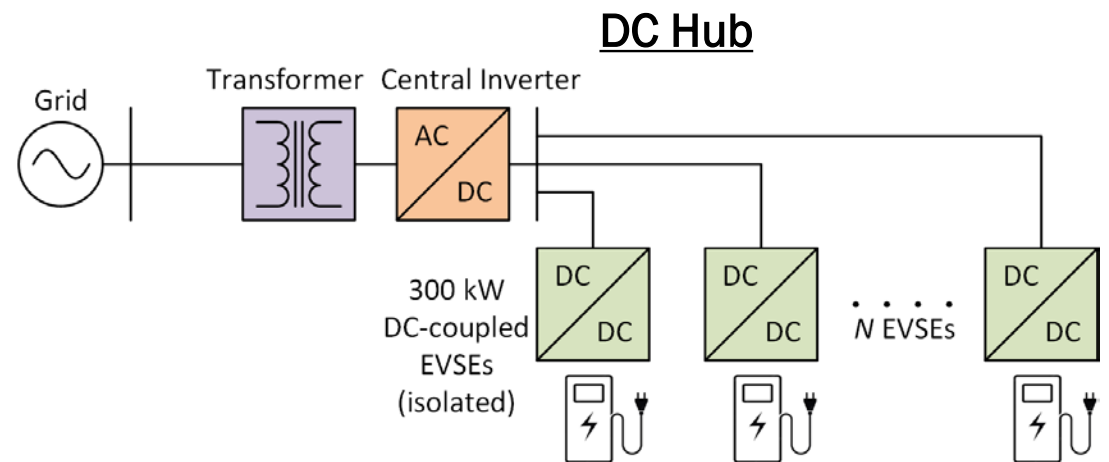 DC Hub
Transformer
Central Inverter
Grid
AC
DC
300 kW
DC-coupled
EVSEs
(isolated)
DC
DC
DC
DC
. . . .
N EVSEs
DC
DC